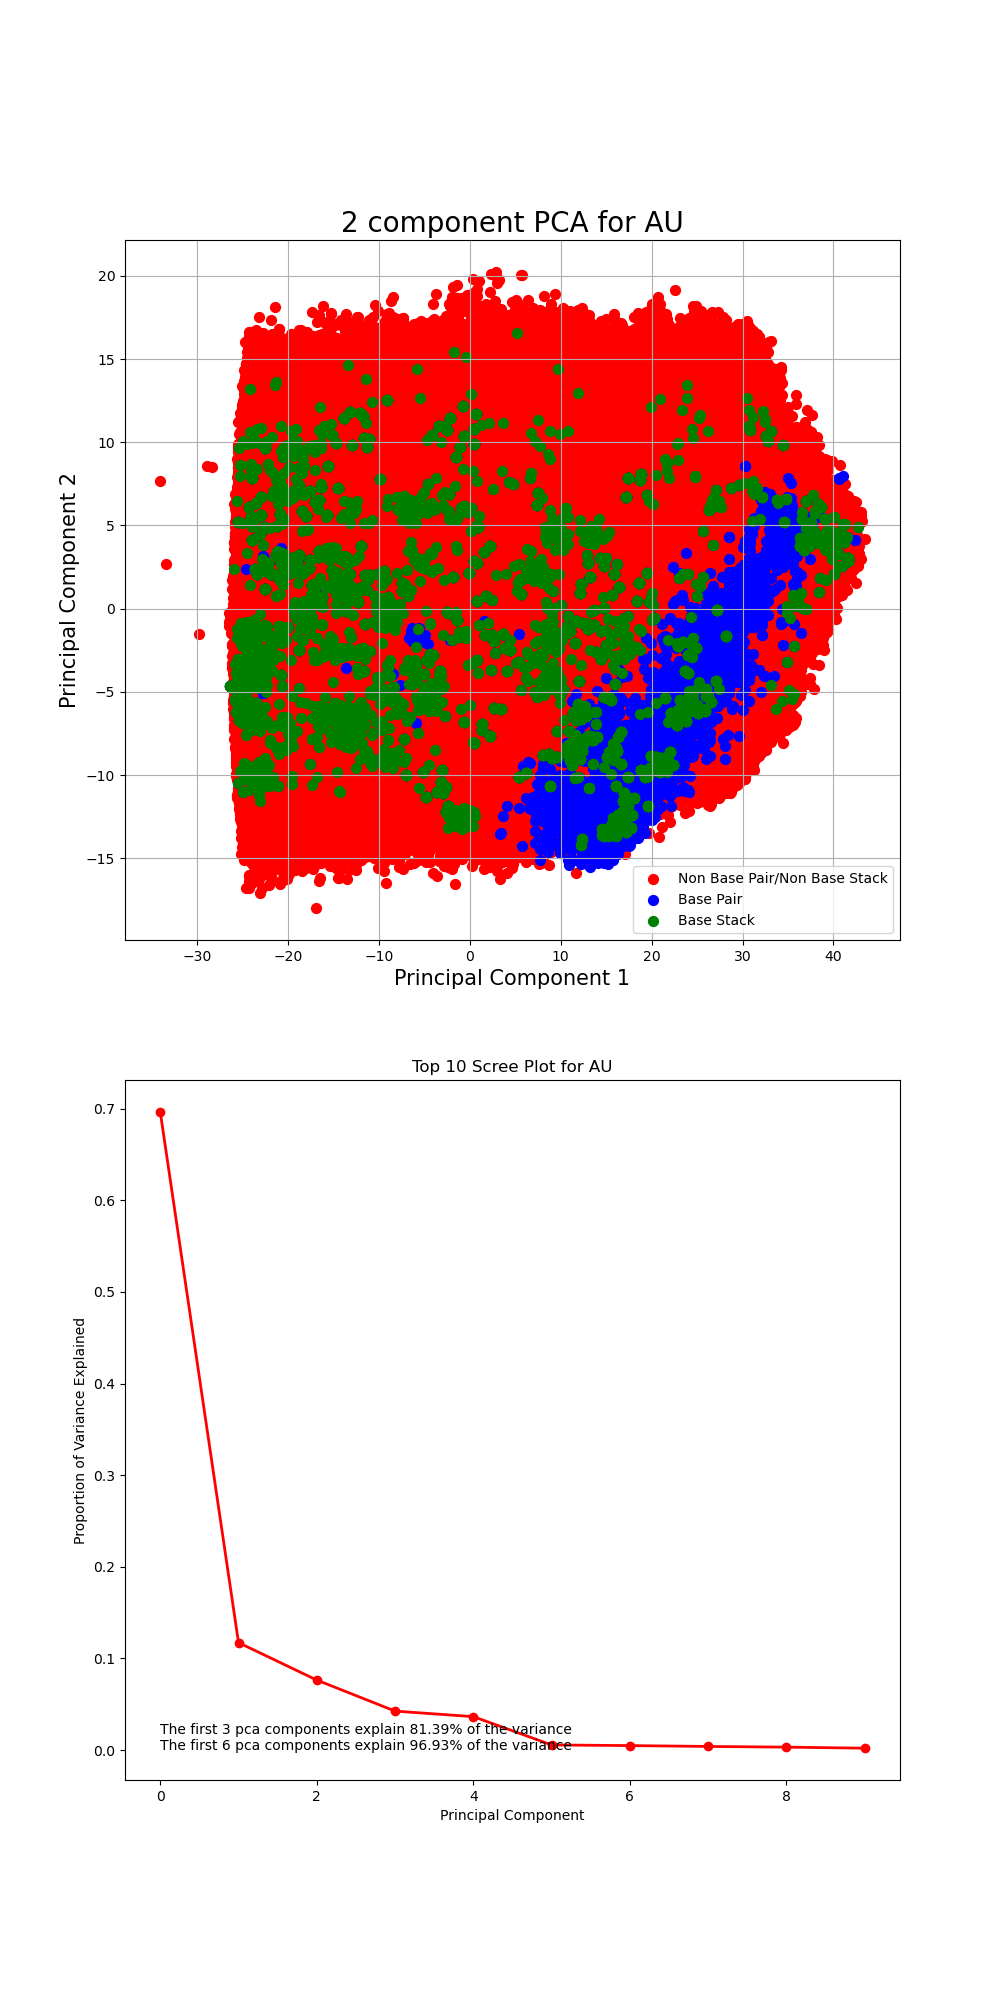 2 component PCA for AU
Principal Component 2
20
15
10
5
0
−5
−10
−15
Non Base Pair/Non Base Stack
Base Pair
Base Stack
−30 −20 −10 0 10 20 30 40
Principal Component 1
Top 10 Scree Plot for AU
Proportion of Variance Explained
0.7
0.6
0.5
0.4
0.3
0.2
0.1
0.0
The first 3 pca components explain 81.39% of the variance
The first 6 pca components explain 96.93% of the variance
0 2 4 6 8
Principal Component